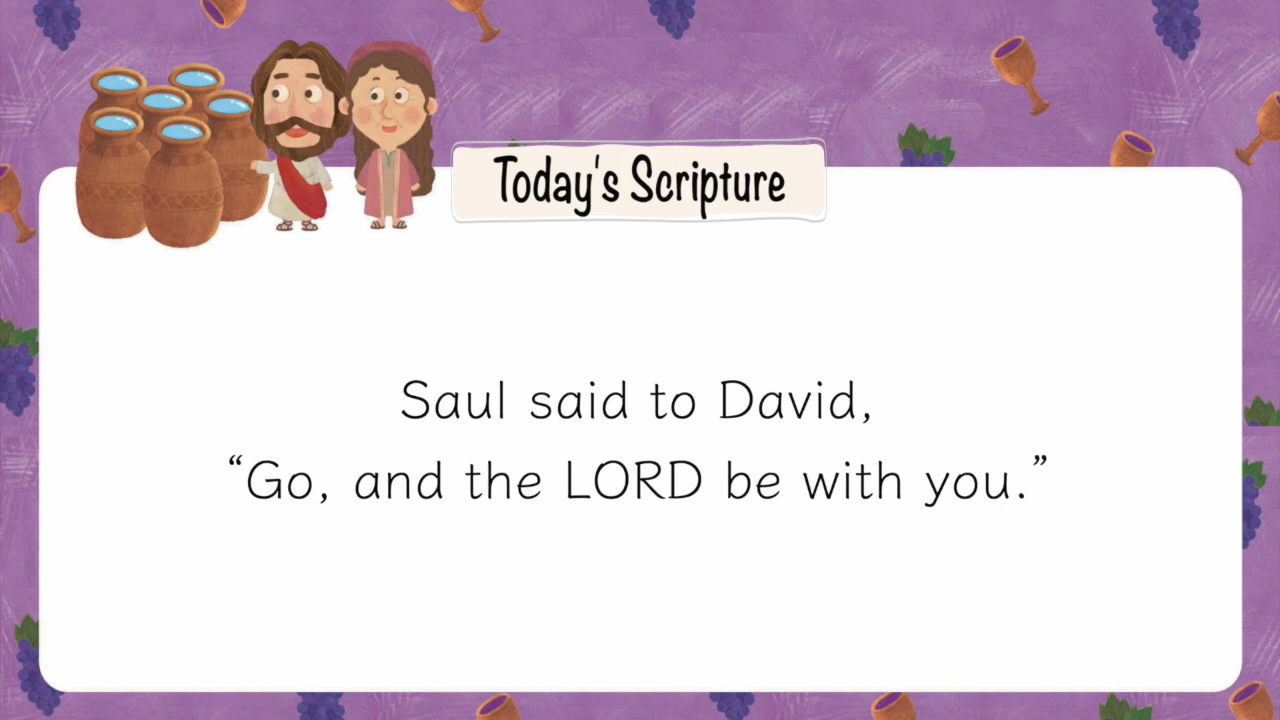 Today's Scripture
Saul said to David,
“Go, and the LORD be with you.”